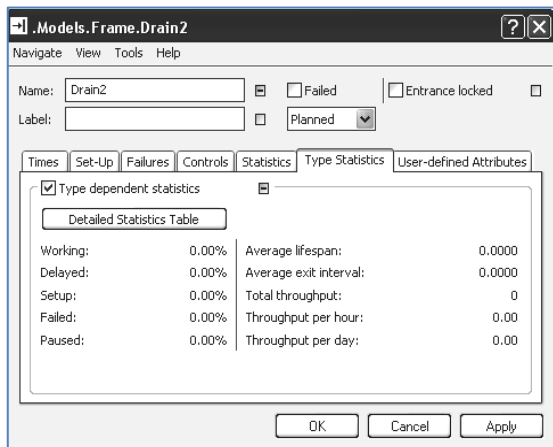 .Models.Frame.Drain2 ? X
Navigate View Tools Help
Name: Drain2 Failed Entrance locked
Label: Planned
Times Set-Up Failures Controls Statistics Type Statistics User-defined Attributes
Type dependent statistics
Detailed Statistics Table
Working: 0.00% Average lifespan: 0.0000
Delayed: 0.00% Average exit interval: 0.0000
Setup: 0.00% Total throughput: 0
Failed: 0.00% Throughput per hour: 0.00
Paused: 0.00% Throughput per day: 0.00
OK Cancel Apply